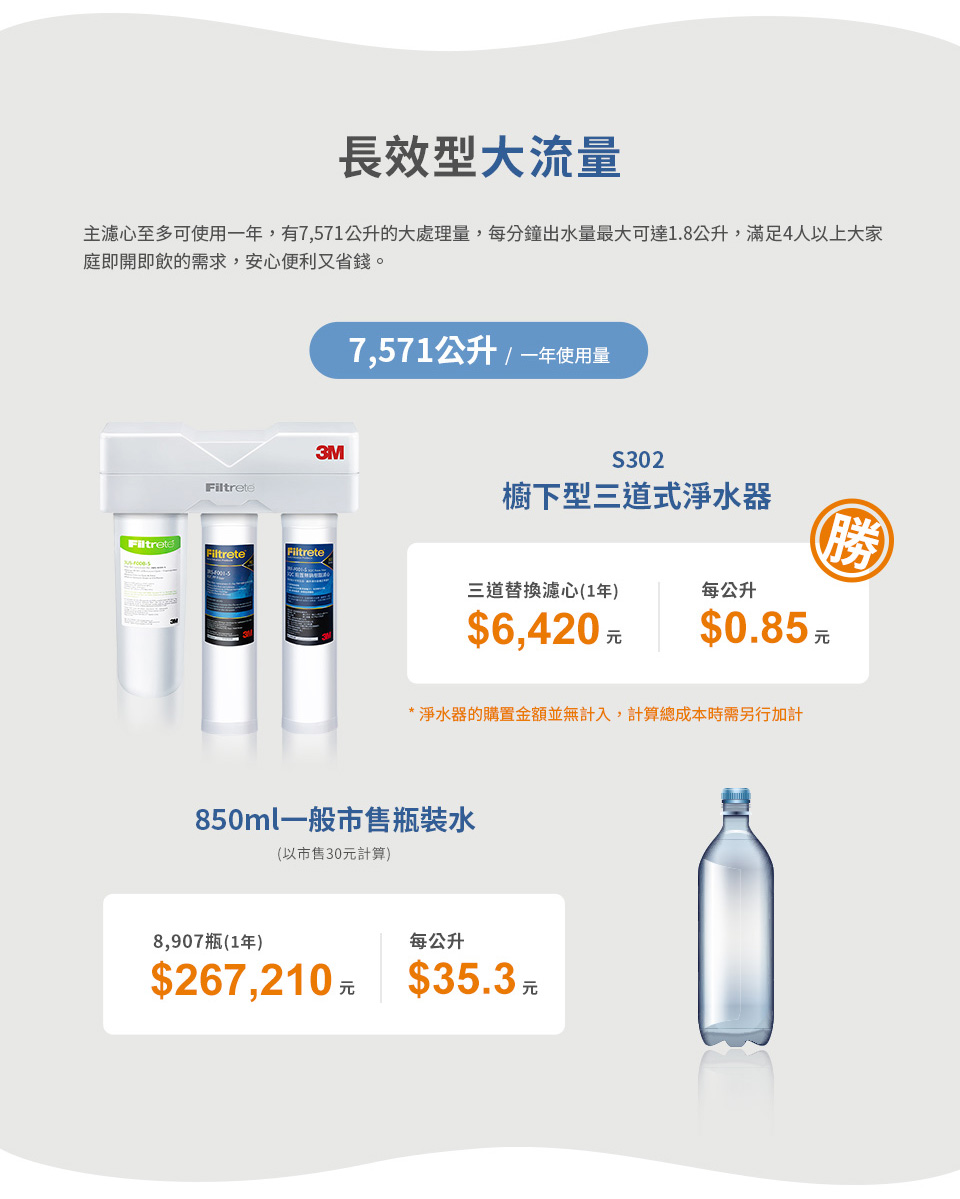 長效型大流量
主濾心至多可使用一年，有7,571公升的大處理量，每分鐘出水量最大可達1.8公升，滿足4人以上大家
庭即開即飲的需求，安心便利又省錢。
7,571公升 / 一年使用量
3M
Filtrete
Filtrete
Filtrete
Filtrete
3M
3M
3M
S302
櫥下型三道式淨水器
勝
三道替換濾心(1年)
$6,420 元
每公升
$0.85 元
* 淨水器的購置金額並無計入，計算總成本時需另行加計
850ml一般市售瓶裝水
(以市售30元計算)
8,907瓶(1年)
$267,210 元
每公升
$35.3 元